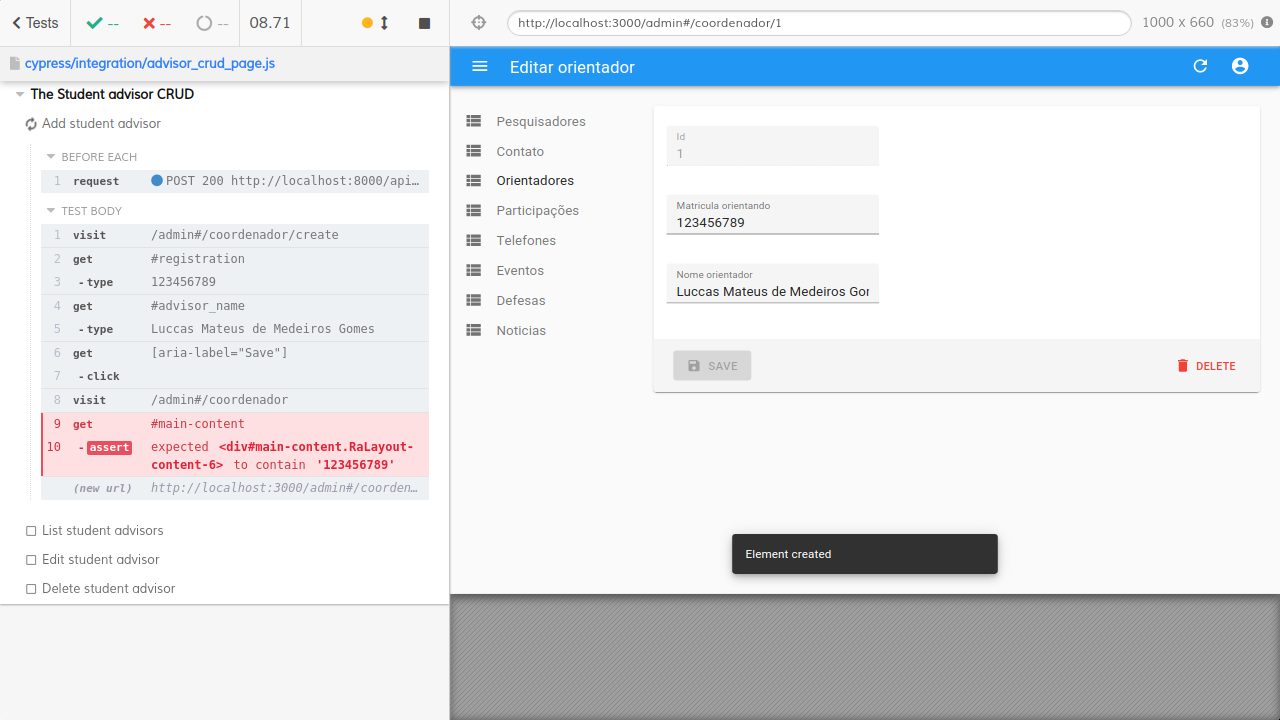 Tests
--
--
--
08.71
cypress/integration/advisor_crud_page.js
The Student advisor CRUD
Add student advisor
BEFORE EACH
1 request POST 200 http://localhost:8000/api…
TEST BODY
1 visit /admin#/coordenador/create
2 get #registration
3 -type 123456789
4 get #advisor_name
5 -type Luccas Mateus de Medeiros Gomes
6 get [aria-label="Save"]
7 -click
8 visit /admin#/coordenador
9 get #main-content
10 -assert expected <div#main-content.RaLayout-
content-6> to contain '123456789'
(new url) http://localhost:3000/admin#/coorden…
List student advisors
Edit student advisor
Delete student advisor
http://localhost:3000/admin#/coordenador/1
1000 x 660 (83%)
Editar orientador
Pesquisadores
Contato
Orientadores
Participações
Telefones
Eventos
Defesas
Noticias
Id
1
Matricula orientando
123456789
Nome orientador
Luccas Mateus de Medeiros Gor
SAVE
DELETE
Element created